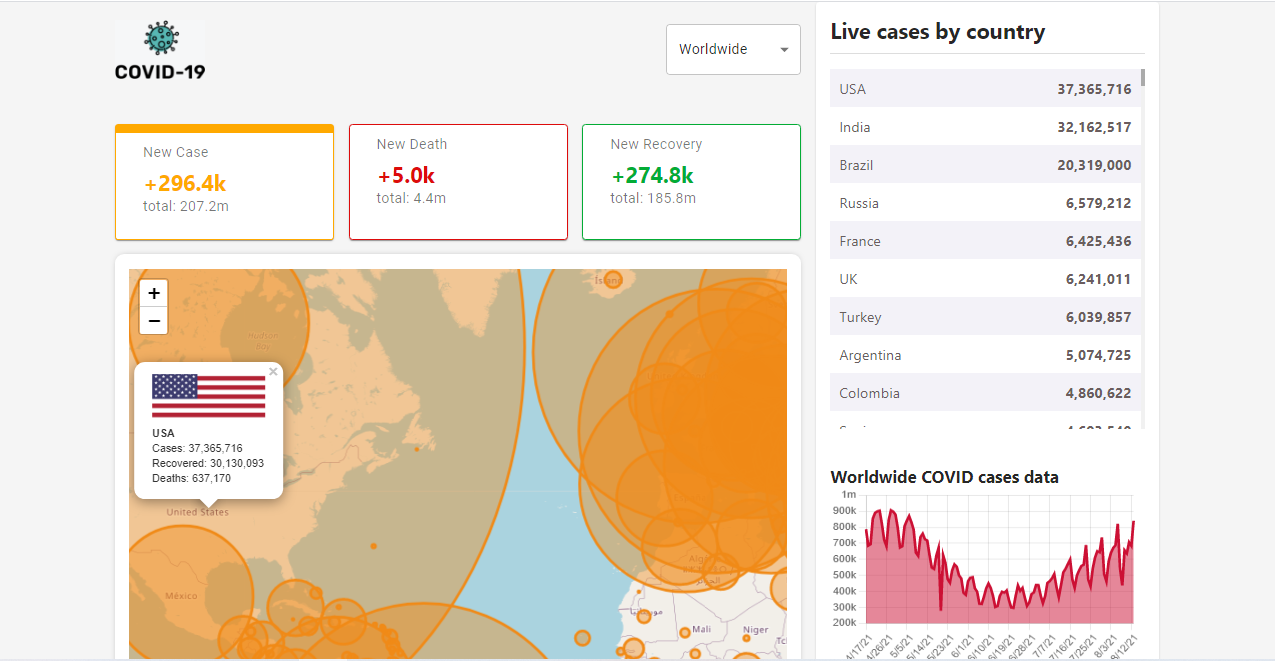 COVID-19
Worldwide
New Case
+296.4k
total: 207.2m
New Death
+5.0k
total: 4.4m
New Recovery
+274.8k
total: 185.8m
+
−
Ísland
Hudson
Bay
×
USA
Cases: 37,365,716
Recovered: 30,130,093
Deaths: 637,170
United States
México
Mali
Niger
Live cases by country
USA 37,365,716
India 32,162,517
Brazil 20,319,000
Russia 6,579,212
France 6,425,436
UK 6,241,011
Turkey 6,039,857
Argentina 5,074,725
Colombia 4,860,622
Worldwide COVID cases data
1m
900k
800k
700k
600k
500k
400k
300k
200k
4/17/21
4/26/21
5/5/21
5/14/21
5/23/21
6/1/21
6/10/21
6/19/21
6/28/21
7/7/21
7/16/21
7/25/21
8/3/21
8/12/21